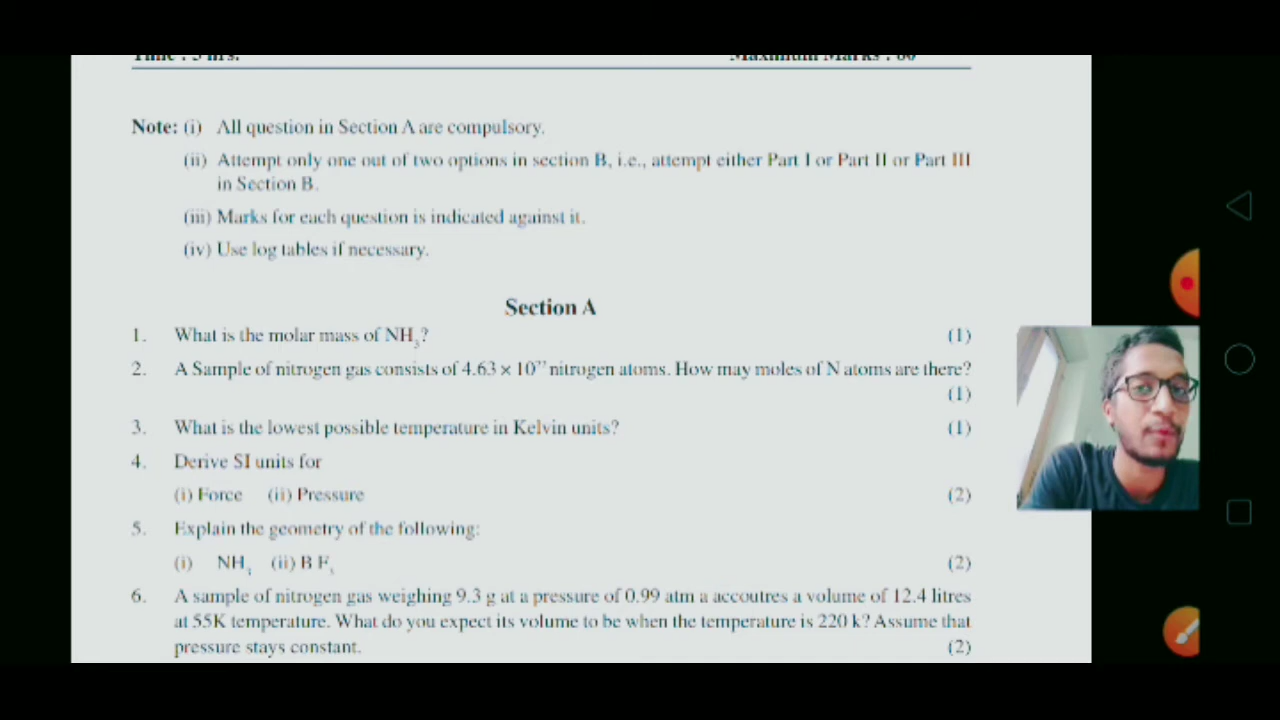 Time : 3 hrs. Maximum Marks : 80
Note: (i) All question in Section A are compulsory.
(ii) Attempt only one out of two options in section B, i.e., attempt either Part I or Part II or Part III
in Section B.
(iii) Marks for each question is indicated against it.
(iv) Use log tables if necessary.
Section A
1. What is the molar mass of NH₃? (1)
2. A Sample of nitrogen gas consists of 4.63 × 10 nitrogen atoms. How may moles of N atoms are there?
(1)
3. What is the lowest possible temperature in Kelvin units? (1)
4. Derive SI units for
(i) Force (ii) Pressure (2)
5. Explain the geometry of the following:
(i) NH (ii) B F (2)
6. A sample of nitrogen gas weighing 9.3 g at a pressure of 0.99 atm a accoutres a volume of 12.4 litres
at 55K temperature. What do you expect its volume to be when the temperature is 220 k? Assume that
pressure stays constant. (2)